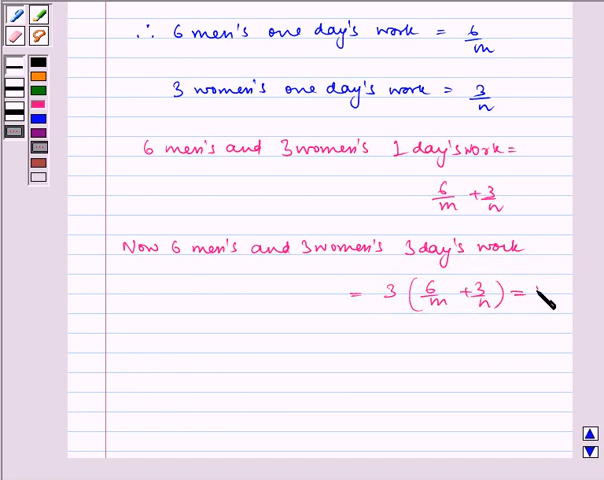 ∴ 6 men's one day's work = 6/m
3 women's one day's work = 3/n
6 men's and 3 women's 1 day's work =
6/m + 3/n
Now 6 men's and 3 women's 3 day's work
= 3 ( 6/m + 3/n ) =